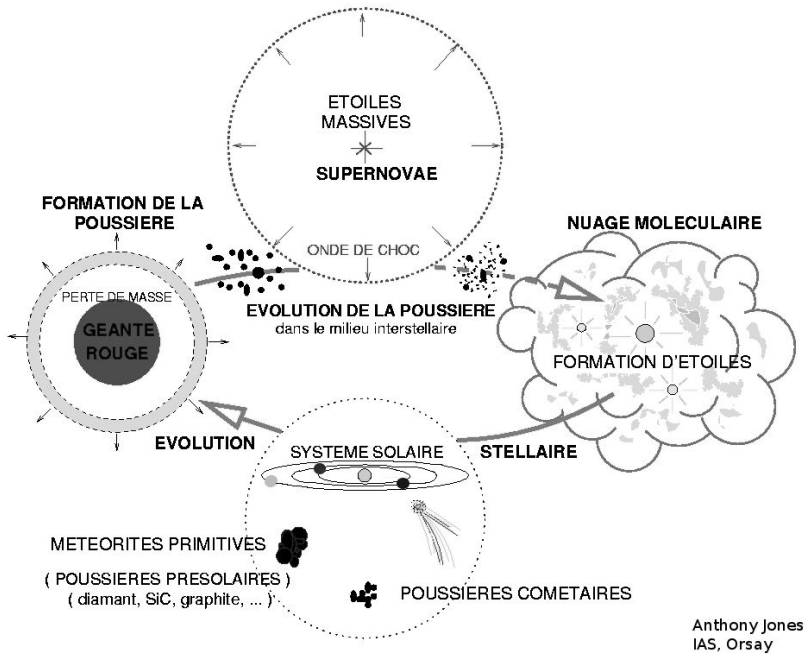 ETOILES
MASSIVES
SUPERNOVAE
FORMATION DE LA
POUSSIERE
ONDE DE CHOC
NUAGE MOLECULAIRE
PERTE DE MASSE
GEANTE
ROUGE
EVOLUTION DE LA POUSSIERE
dans le milieu interstellaire
FORMATION D'ETOILES
EVOLUTION
SYSTEME SOLAIRE
STELLAIRE
METEORITES PRIMITIVES
( POUSSIERES PRESOLAIRES )
( diamant, SiC, graphite, ... )
POUSSIÈRES COMETAIRES
Anthony Jones
IAS, Orsay